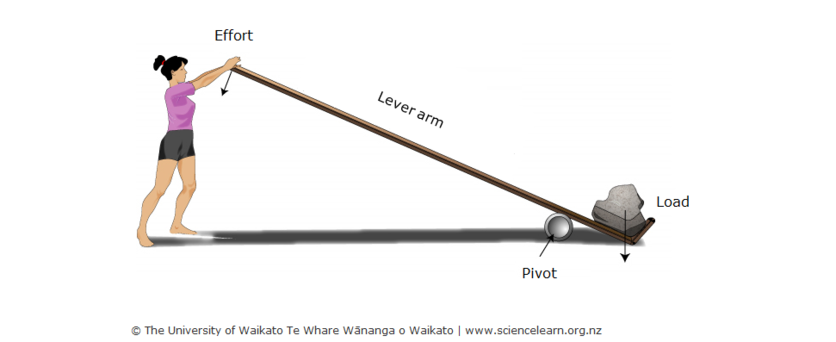 Effort
Lever arm
Load
Pivot
© The University of Waikato Te Whare Wānanga o Waikato | www.sciencelearn.org.nz